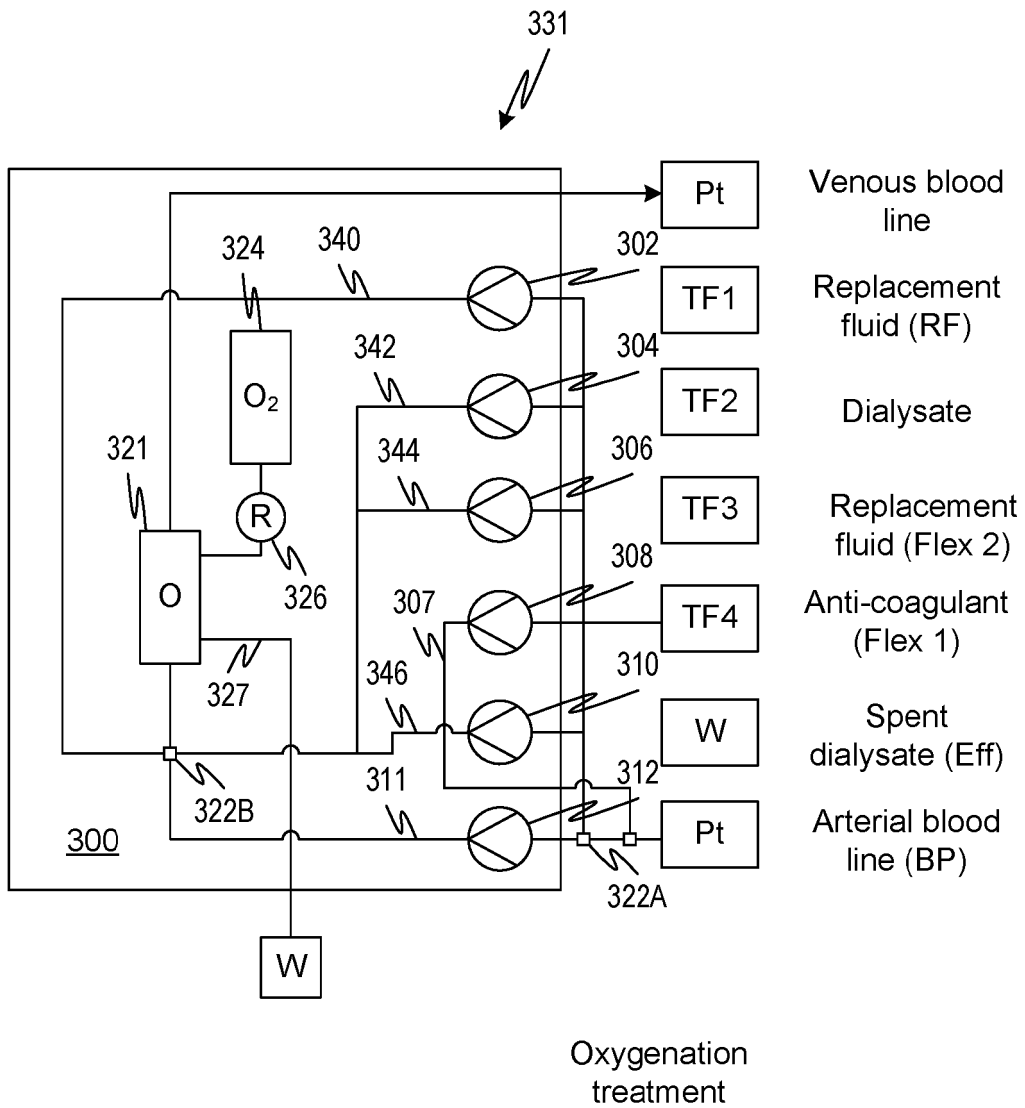 331
Pt
Venous blood
line
340
302
324
TF1
Replacement
fluid (RF)
342
304
O2
TF2
Dialysate
321
344
306
R
TF3
Replacement
fluid (Flex 2)
326
307
308
O
TF4
Anti-coagulant
(Flex 1)
327
346
310
W
Spent
dialysate (Eff)
322B
311
312
300
Pt
Arterial blood
line (BP)
322A
W
Oxygenation
treatment